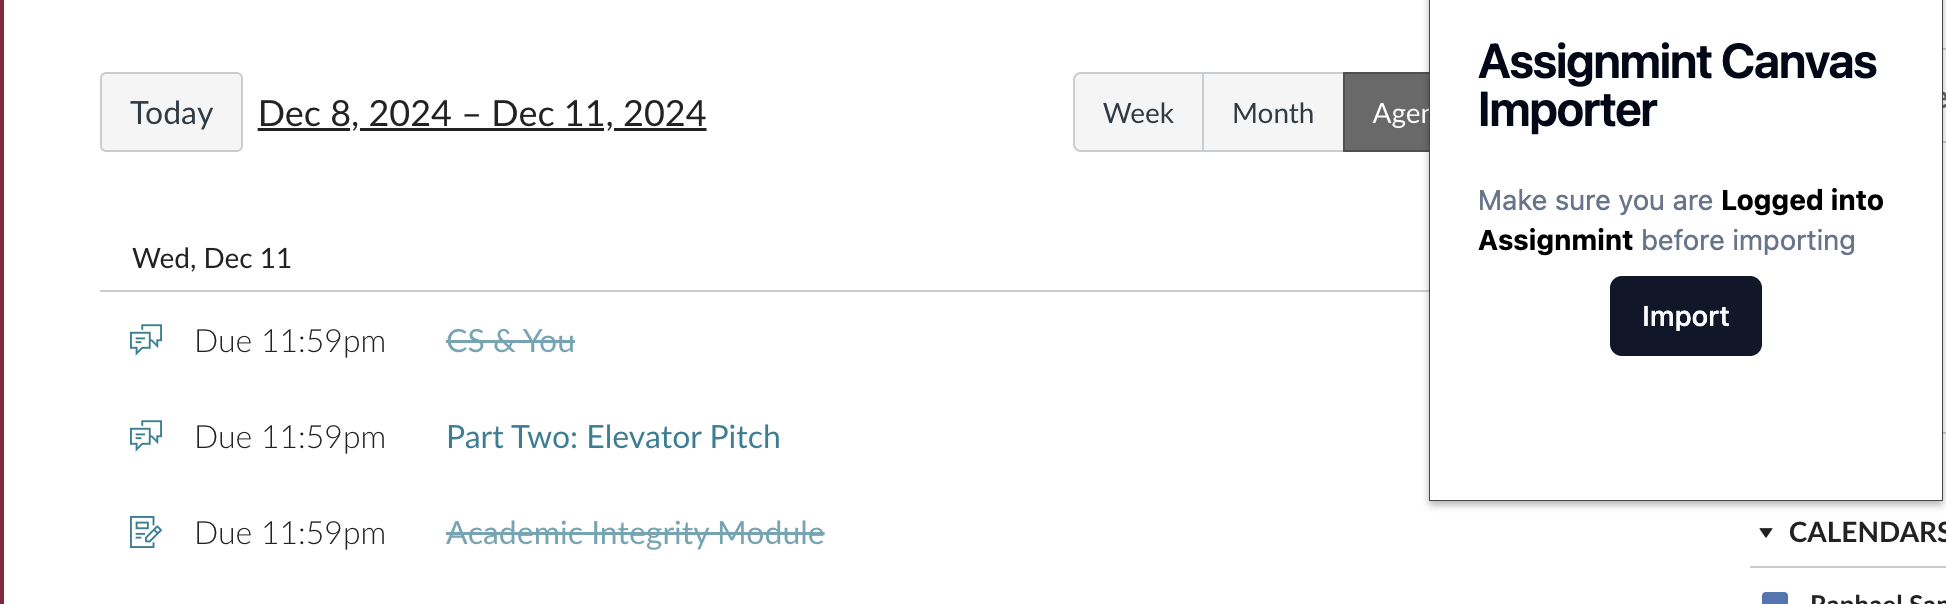 Today
Dec 8, 2024 – Dec 11, 2024
Week
Month
Wed, Dec 11
Due 11:59pm CS & You
Due 11:59pm Part Two: Elevator Pitch
Due 11:59pm Academic Integrity Module
Assignmint Canvas
Importer
Make sure you are Logged into
Assignmint before importing
Import
CALENDARS
Raphael